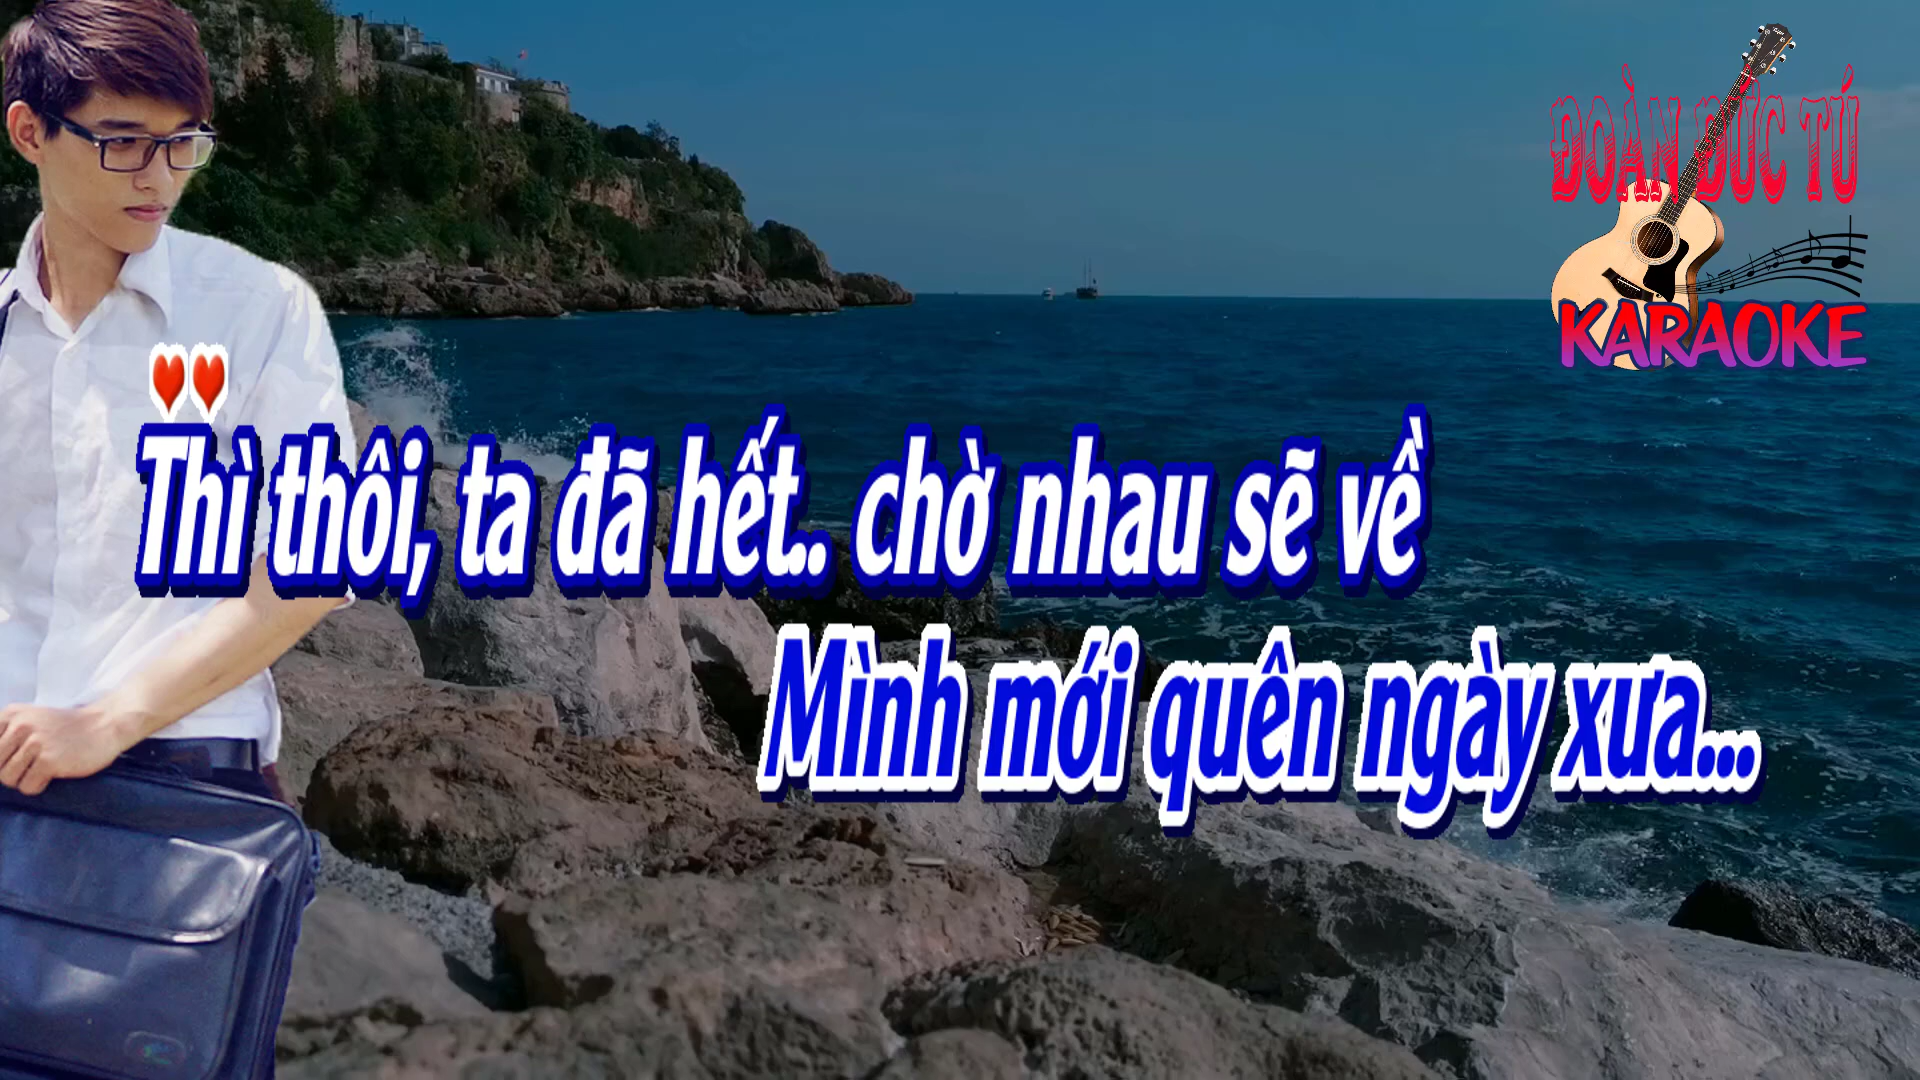 ĐOÀN ĐỨC TÚ
KARAOKE
Thì thôi, ta đã hết.. chờ nhau sẽ về
Mình mới quên ngày xưa...